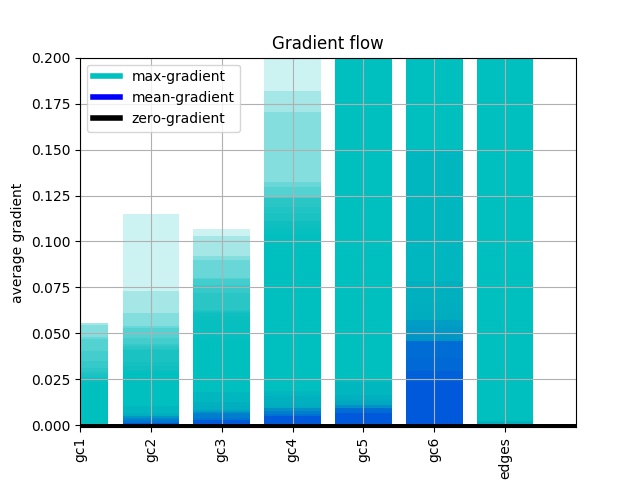 Gradient flow
max-gradient
mean-gradient
zero-gradient
average gradient
0.200
0.175
0.150
0.125
0.100
0.075
0.050
0.025
0.000
gc1
gc2
gc3
gc4
gc5
gc6
edges